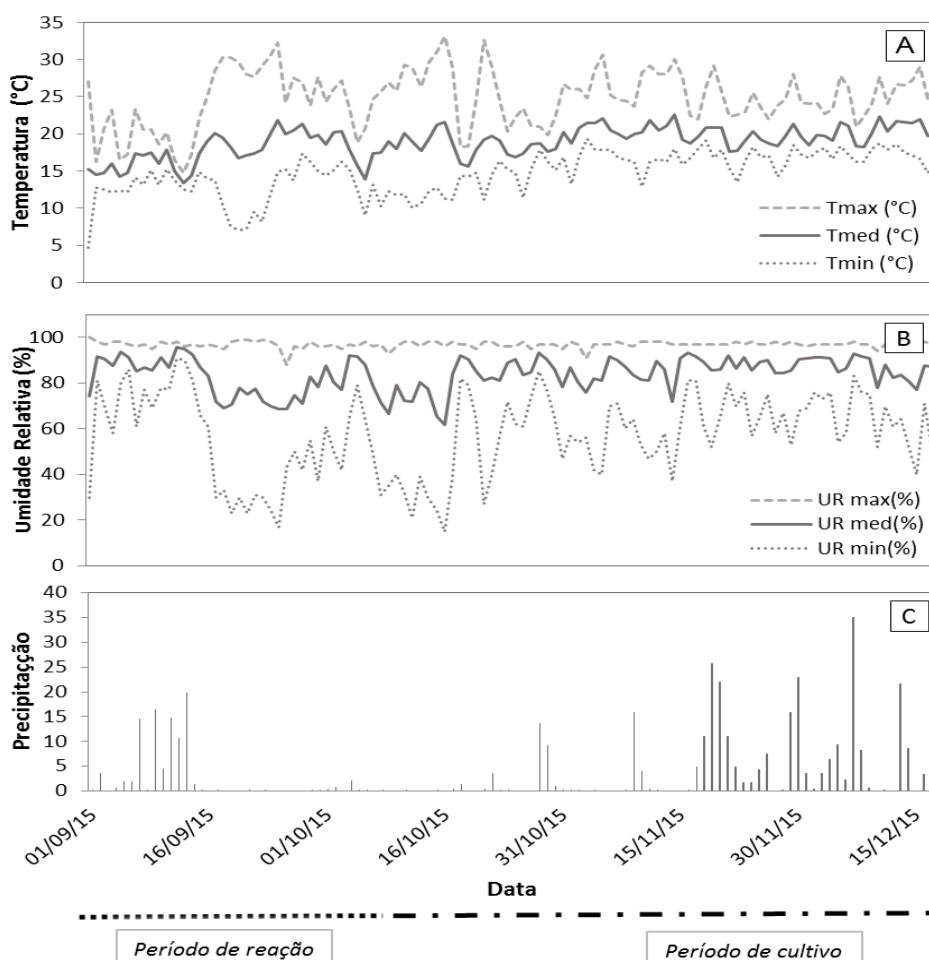 35
30
25
20
15
10
5
0
Temperatura (°C)
A
Tmax (°C)
Tmed (°C)
Tmin (°C)
100
80
60
40
20
0
Umidade Relativa (%)
B
UR max(%)
UR med(%)
UR min(%)
40
35
30
25
20
15
10
5
0
Precipitaçção
C
01/09/15
16/09/15
01/10/15
16/10/15
31/10/15
15/11/15
30/11/15
15/12/15
Data
Período de reação
Período de cultivo